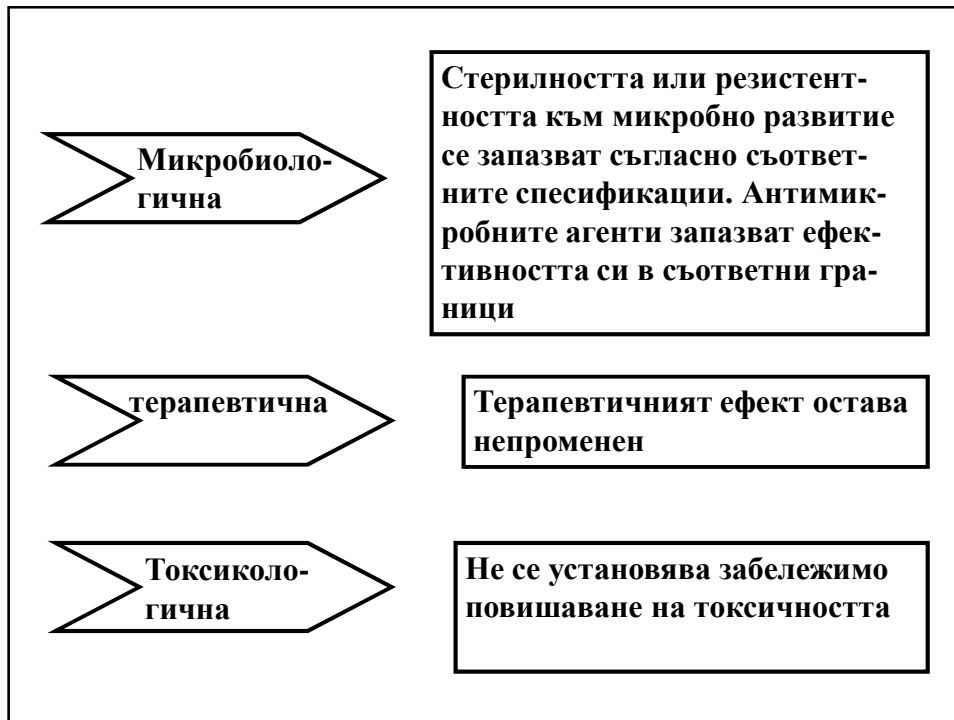 Микробиоло-
гична
Стерилността или резистент-
ността към микробно развитие
се запазват съгласно съответ-
ните спесификации. Антимик-
робните агенти запазват ефек-
тивността си в съответни гра-
ници
терапевтична
Терапевтичният ефект остава
непроменен
Токсиколо-
гична
Не се установява забележимо
повишаване на токсичността